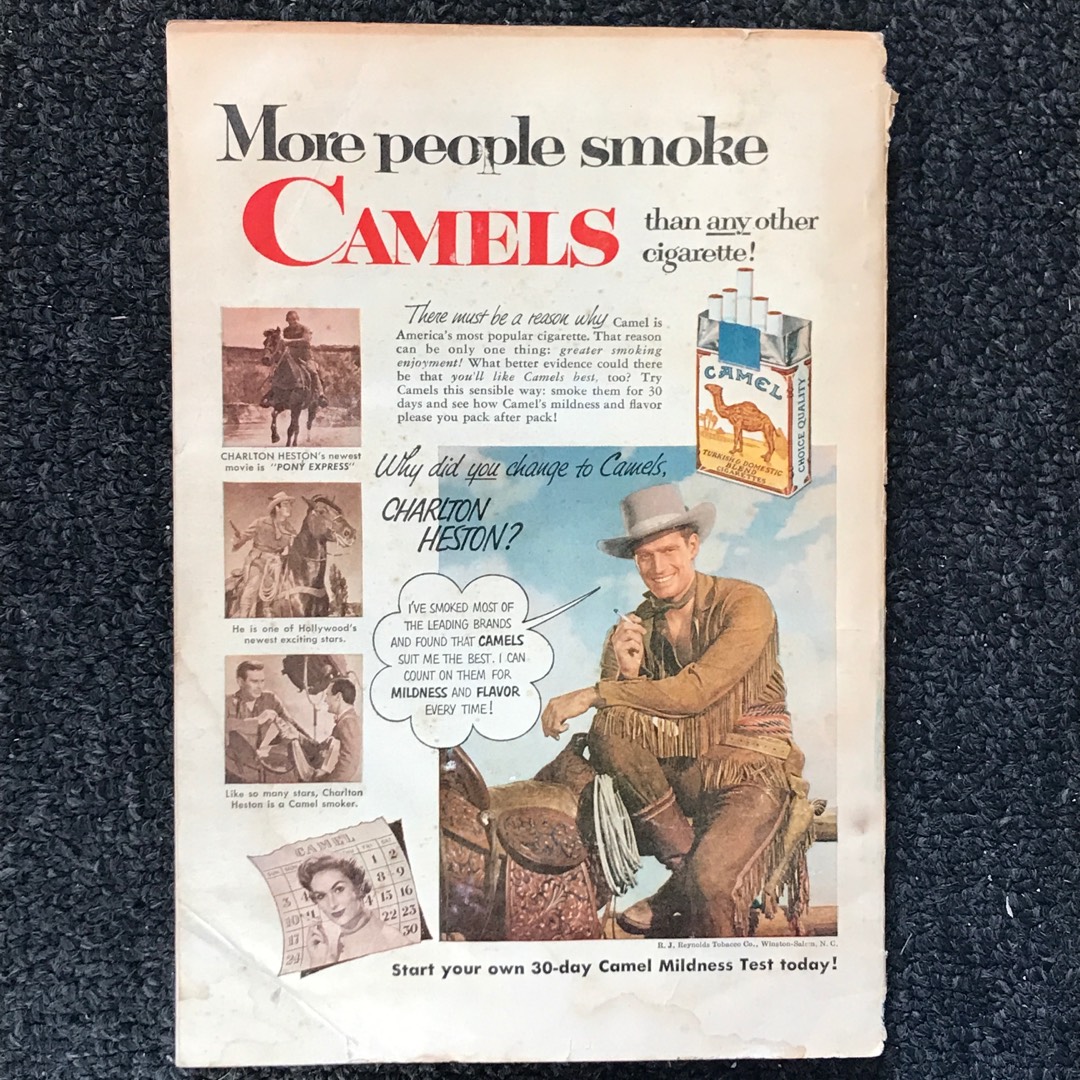 More people smoke
CAMELS
than any other
cigarette!
There must be a reason why Camel is
America's most popular cigarette. That reason
can be only one thing: greater smoking
enjoyment! What better evidence could there
be that you'll like Camels best, too? Try
Camels this sensible way: smoke them for 30
days and see how Camel's mildness and flavor
please you pack after pack!
CAMEL
TURKISH & DOMESTIC
BLEND
CIGARETTES
CHOICE QUALITY
CHARLTON HESTON's newest
movie is "PONY EXPRESS"
He is one of Hollywood's
newest exciting stars.
Like so many stars, Charlton
Heston is a Camel smoker.
Why did you change to Camels,
CHARLTON
HESTON?
I'VE SMOKED MOST OF
THE LEADING BRANDS
AND FOUND THAT CAMELS
SUIT ME THE BEST. I CAN
COUNT ON THEM FOR
MILDNESS AND FLAVOR
EVERY TIME!
CAMEL
1 2
8 9
3 4 15 16
10 22 23
17 30
24
R. J. Reynolds Tobacco Co., Winston-Salem, N. C.
Start your own 30-day Camel Mildness Test today!